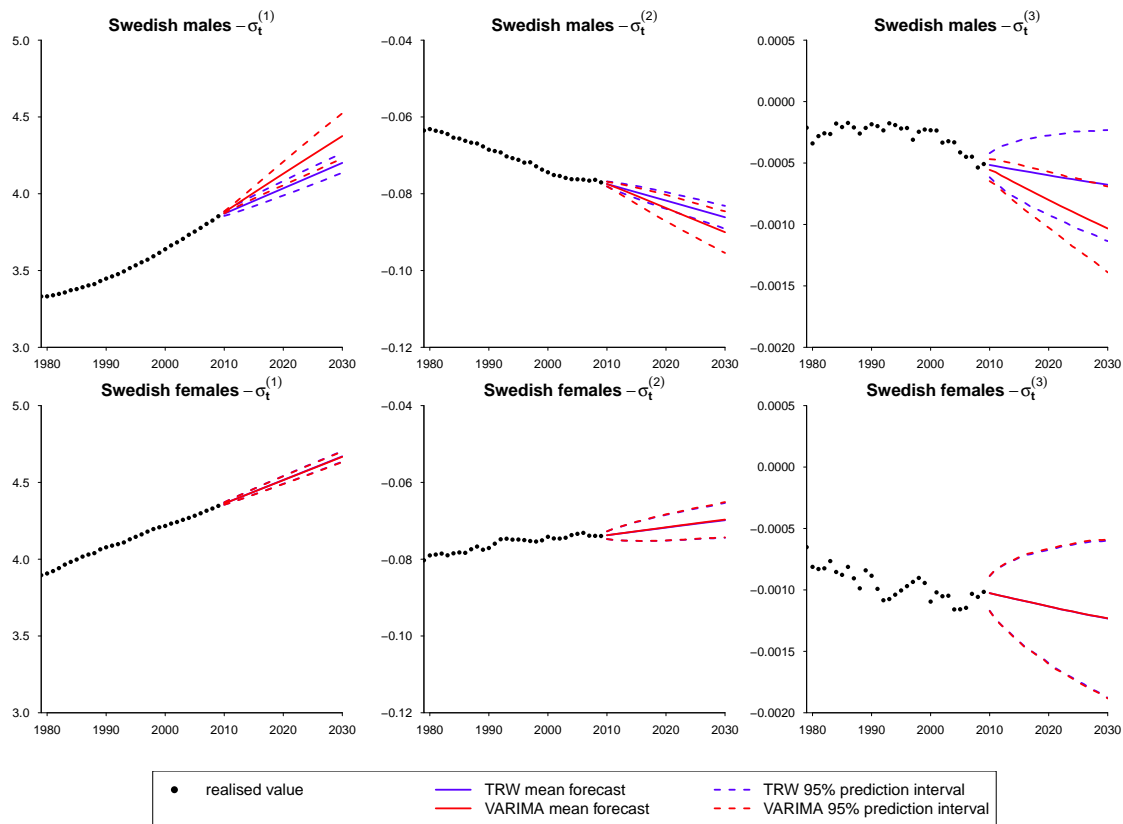 Swedish males − σₜ⁽¹⁾
5.0
4.5
4.0
3.5
3.0
1980 1990 2000 2010 2020 2030
Swedish males − σₜ⁽²⁾
−0.04
−0.06
−0.08
−0.10
−0.12
1980 1990 2000 2010 2020 2030
Swedish males − σₜ⁽³⁾
0.0005
0.0000
−0.0005
−0.0010
−0.0015
−0.0020
1980 1990 2000 2010 2020 2030
Swedish females − σₜ⁽¹⁾
5.0
4.5
4.0
3.5
3.0
1980 1990 2000 2010 2020 2030
Swedish females − σₜ⁽²⁾
−0.04
−0.06
−0.08
−0.10
−0.12
1980 1990 2000 2010 2020 2030
Swedish females − σₜ⁽³⁾
0.0005
0.0000
−0.0005
−0.0010
−0.0015
−0.0020
1980 1990 2000 2010 2020 2030
realised value
TRW mean forecast
VARIMA mean forecast
TRW 95% prediction interval
VARIMA 95% prediction interval